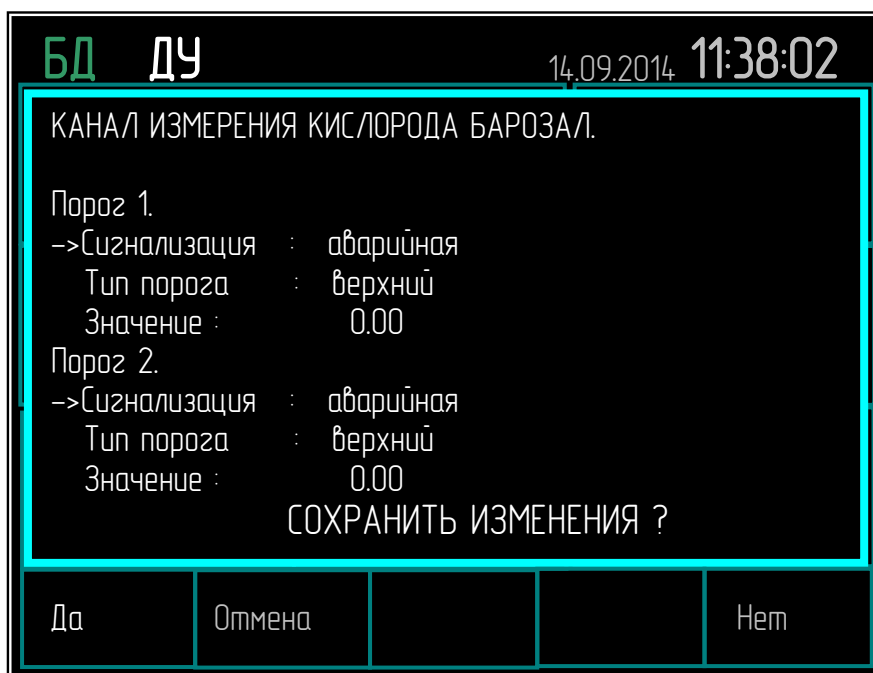 БД ДУ 14.09.2014 11:38:02
КАНАЛ ИЗМЕРЕНИЯ КИСЛОРОДА БАРОЗАЛ.
Порог 1.
->Сигнализация : аварийная
Тип порога : верхний
Значение : 0.00
Порог 2.
->Сигнализация : аварийная
Тип порога : верхний
Значение : 0.00
СОХРАНИТЬ ИЗМЕНЕНИЯ ?
Да Отмена Нет